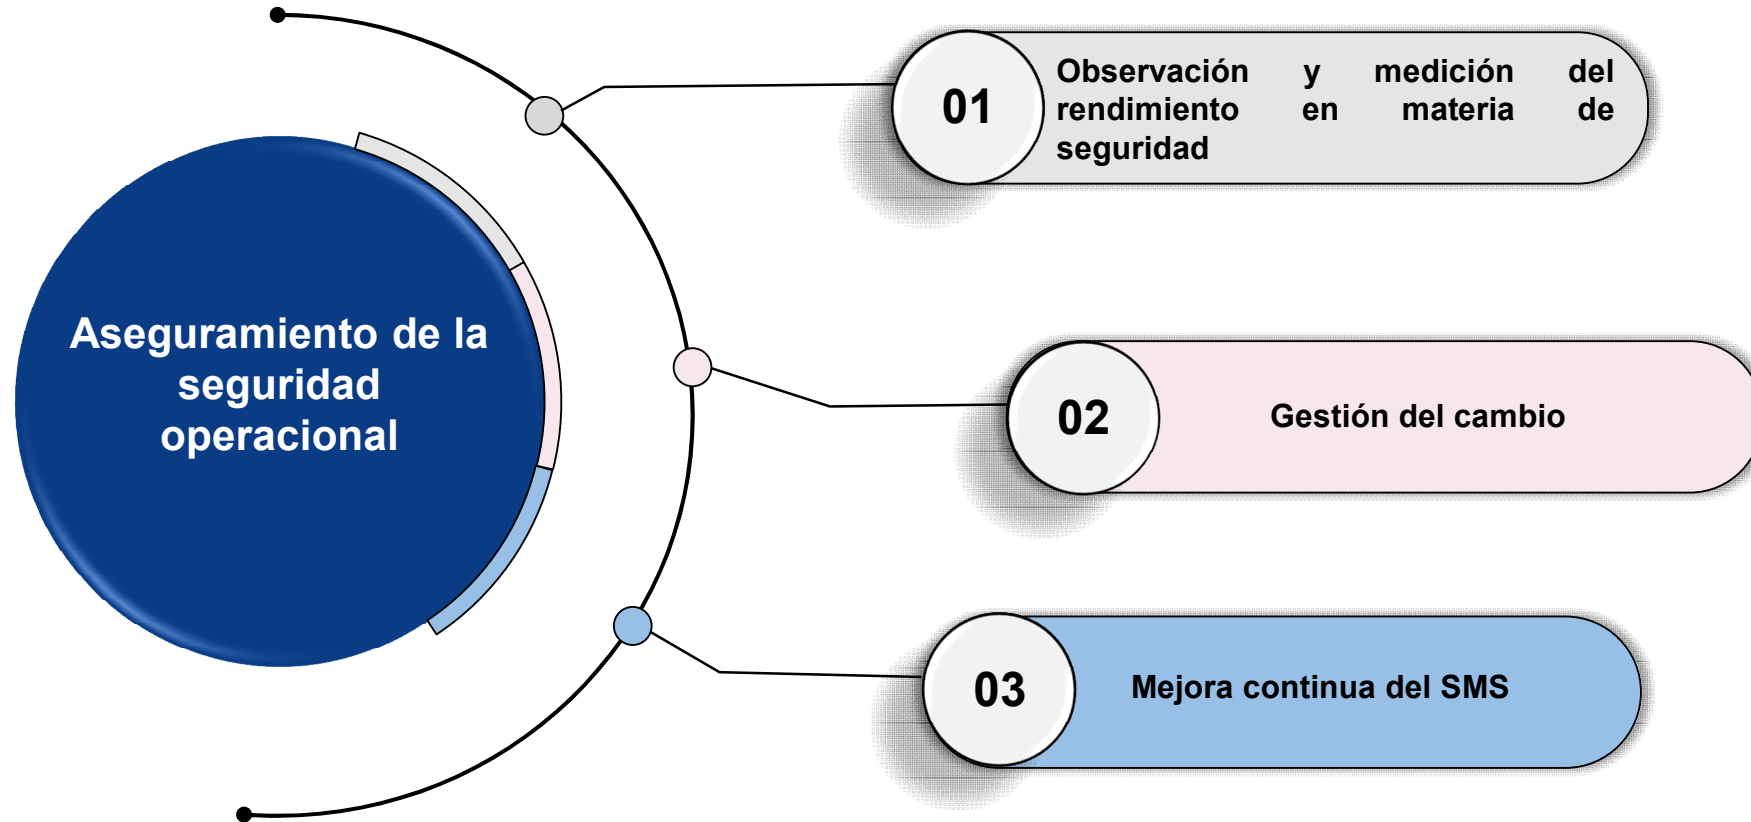 Aseguramiento de la
seguridad
operacional
01
Observación y medición del
rendimiento en materia de
seguridad
02
Gestión del cambio
03
Mejora continua del SMS